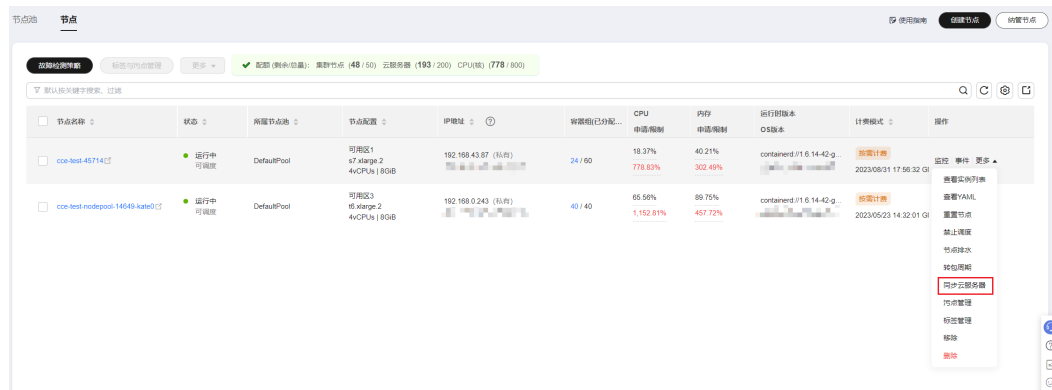 节点池 节点 使用指南 创建节点 纳管节点
故障检测策略 标签与污点管理 更多 配额 (剩余/总量): 集群节点 (48 / 50) 云服务器 (193 / 200) CPU(核) (778 / 800)
默认按关键字搜索、过滤
节点名称 状态 所属节点池 节点配置 IP地址 容器组(已分配... CPU 申请/限制 内存 申请/限制 运行时版本 OS版本 计费模式 操作
cce-test-45714 运行中 可调度 DefaultPool 可用区1 s7.xlarge.2 4vCPUs | 8GiB 192.168.43.87 (私有) 24 / 60 18.37% 778.83% 40.21% 302.49% containerd://1.6.14-42-g... 按需计费 2023/08/31 17:56:32 GI 监控 事件 更多
cce-test-nodepool-14649-kate0 运行中 可调度 DefaultPool 可用区3 t6.xlarge.2 4vCPUs | 8GiB 192.168.0.243 (私有) 40 / 40 65.56% 1,152.81% 89.75% 457.72% containerd://1.6.14-42-g... 按需计费 2023/05/23 14:32:01 GI
查看实例列表
查看YAML
重置节点
禁止调度
节点排水
转包周期
同步云服务器
污点管理
标签管理
移除
删除